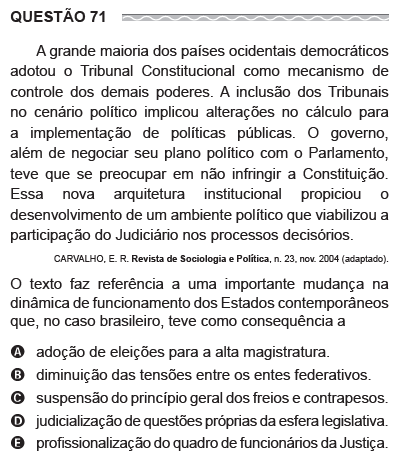 QUESTÃO 71
A grande maioria dos países ocidentais democráticos
adotou o Tribunal Constitucional como mecanismo de
controle dos demais poderes. A inclusão dos Tribunais
no cenário político implicou alterações no cálculo para
a implementação de políticas públicas. O governo,
além de negociar seu plano político com o Parlamento,
teve que se preocupar em não infringir a Constituição.
Essa nova arquitetura institucional propiciou o
desenvolvimento de um ambiente político que viabilizou a
participação do Judiciário nos processos decisórios.
CARVALHO, E. R. Revista de Sociologia e Política, n. 23, nov. 2004 (adaptado).
O texto faz referência a uma importante mudança na
dinâmica de funcionamento dos Estados contemporâneos
que, no caso brasileiro, teve como consequência a
A adoção de eleições para a alta magistratura.
B diminuição das tensões entre os entes federativos.
C suspensão do princípio geral dos freios e contrapesos.
D judicialização de questões próprias da esfera legislativa.
E profissionalização do quadro de funcionários da Justiça.